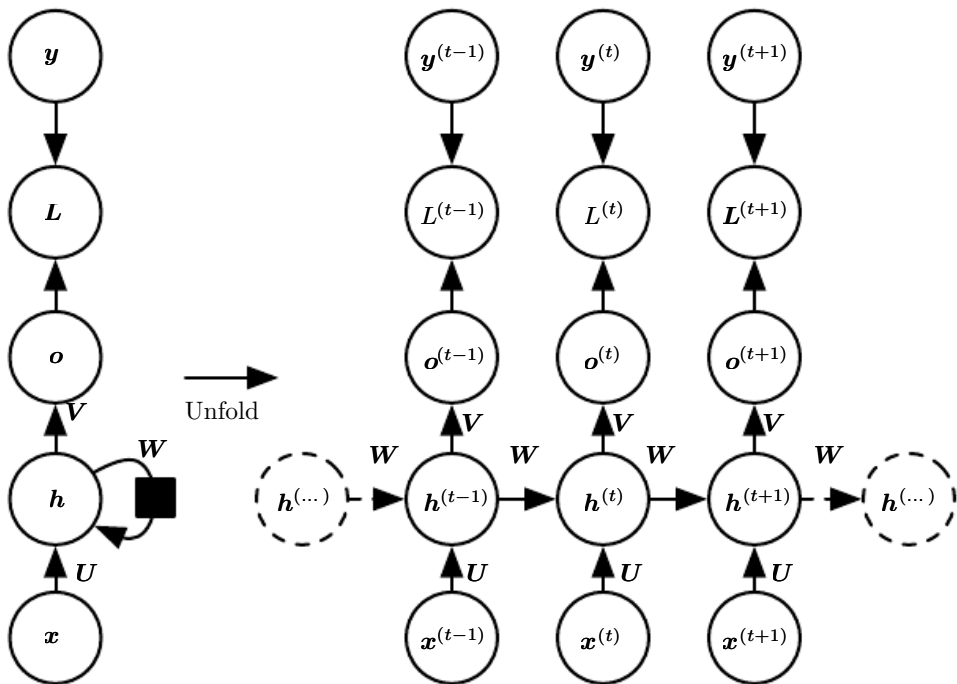 y y^(t−1) y^(t) y^(t+1)
L L^(t−1) L^(t) L^(t+1)
o o^(t−1) o^(t) o^(t+1)
Unfold
V V V V
W W W W W
h h^(...) h^(t−1) h^(t) h^(t+1) h^(...)
U U U U
x x^(t−1) x^(t) x^(t+1)